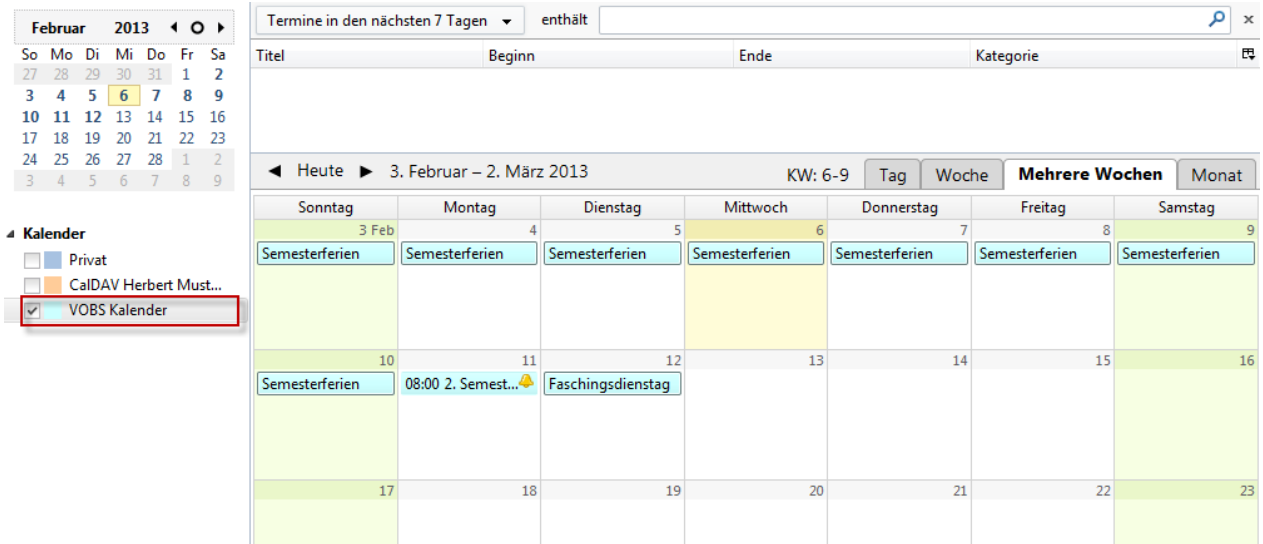 Februar 2013
So Mo Di Mi Do Fr Sa
27 28 29 30 31 1 2
3 4 5 6 7 8 9
10 11 12 13 14 15 16
17 18 19 20 21 22 23
24 25 26 27 28 1 2
3 4 5 6 7 8 9
Kalender
Privat
CalDAV Herbert Must...
VOBS Kalender
Termine in den nächsten 7 Tagen enthält
Titel Beginn Ende Kategorie
Heute 3. Februar – 2. März 2013 KW: 6-9 Tag Woche Mehrere Wochen Monat
Sonntag Montag Dienstag Mittwoch Donnerstag Freitag Samstag
3 Feb 4 5 6 7 8 9
Semesterferien Semesterferien Semesterferien Semesterferien Semesterferien Semesterferien Semesterferien
10 11 12 13 14 15 16
Semesterferien 08:00 2. Semest... Faschingsdienstag
17 18 19 20 21 22 23